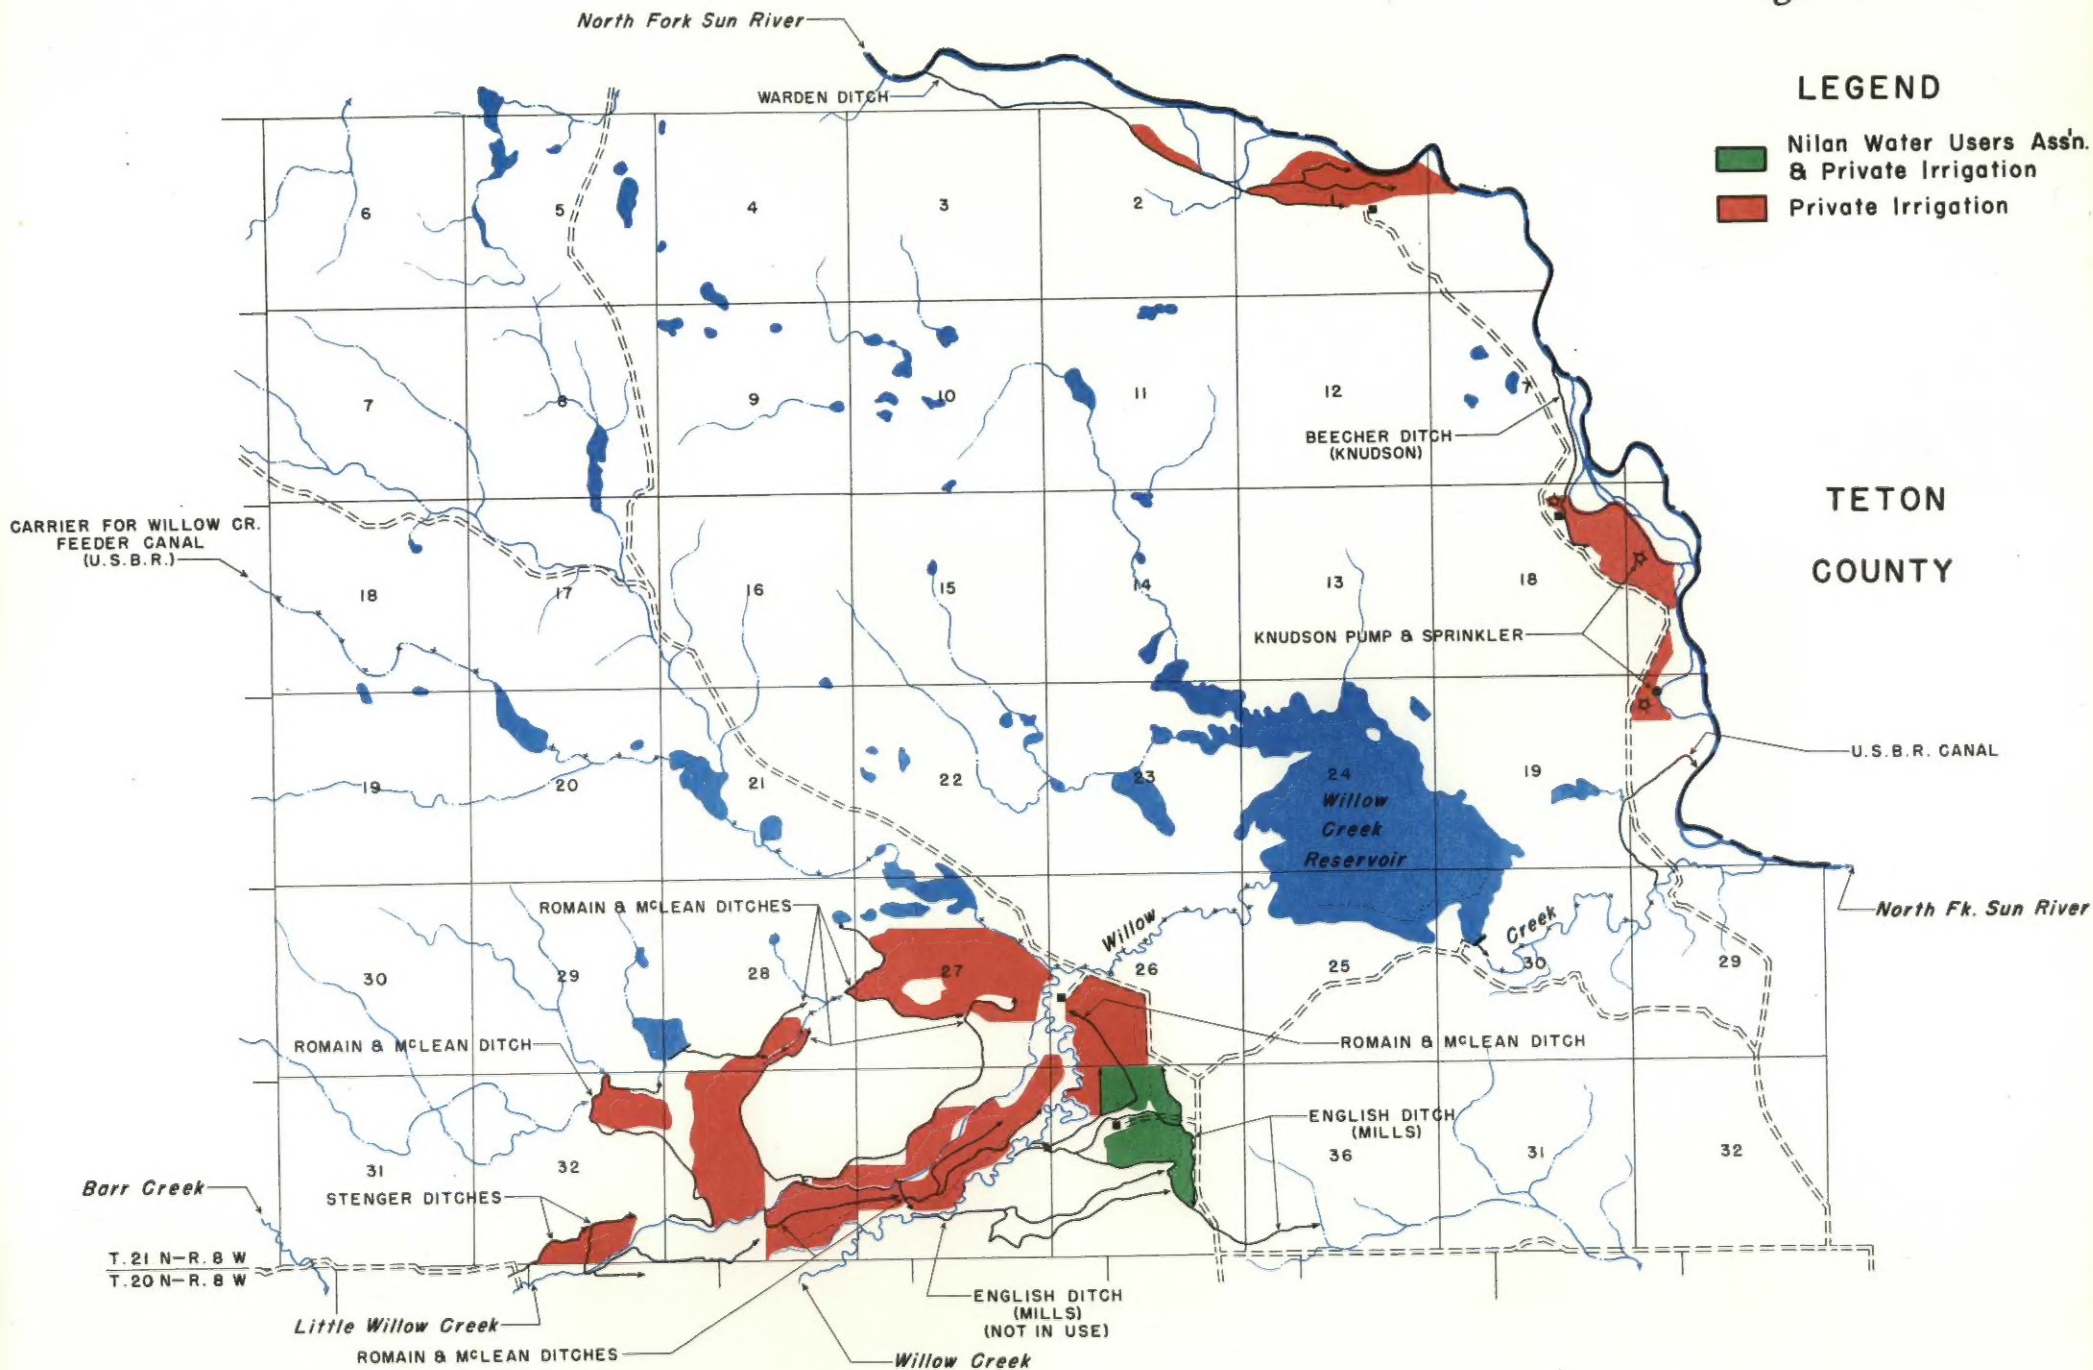 North Fork Sun River
WARDEN DITCH
LEGEND
Nilan Water Users Ass'n.
& Private Irrigation
Private Irrigation
6
5
4
3
2
1
7
8
9
10
11
12
7
BEECHER DITCH
(KNUDSON)
TETON
COUNTY
CARRIER FOR WILLOW CR.
FEEDER CANAL
(U.S.B.R.)
18
17
16
15
14
13
18
KNUDSON PUMP & SPRINKLER
U.S.B.R. CANAL
19
20
21
22
23
24
19
Willow
Creek
Reservoir
North Fk. Sun River
ROMAIN & McLEAN DITCHES
Willow
Creek
30
29
28
27
26
25
30
29
ROMAIN & McLEAN DITCH
ROMAIN & McLEAN DITCH
ENGLISH DITCH
(MILLS)
31
32
36
31
32
Barr Creek
STENGER DITCHES
T. 21 N-R. 8 W
T. 20 N-R. 8 W
ENGLISH DITCH
(MILLS)
(NOT IN USE)
Little Willow Creek
ROMAIN & McLEAN DITCHES
Willow Creek